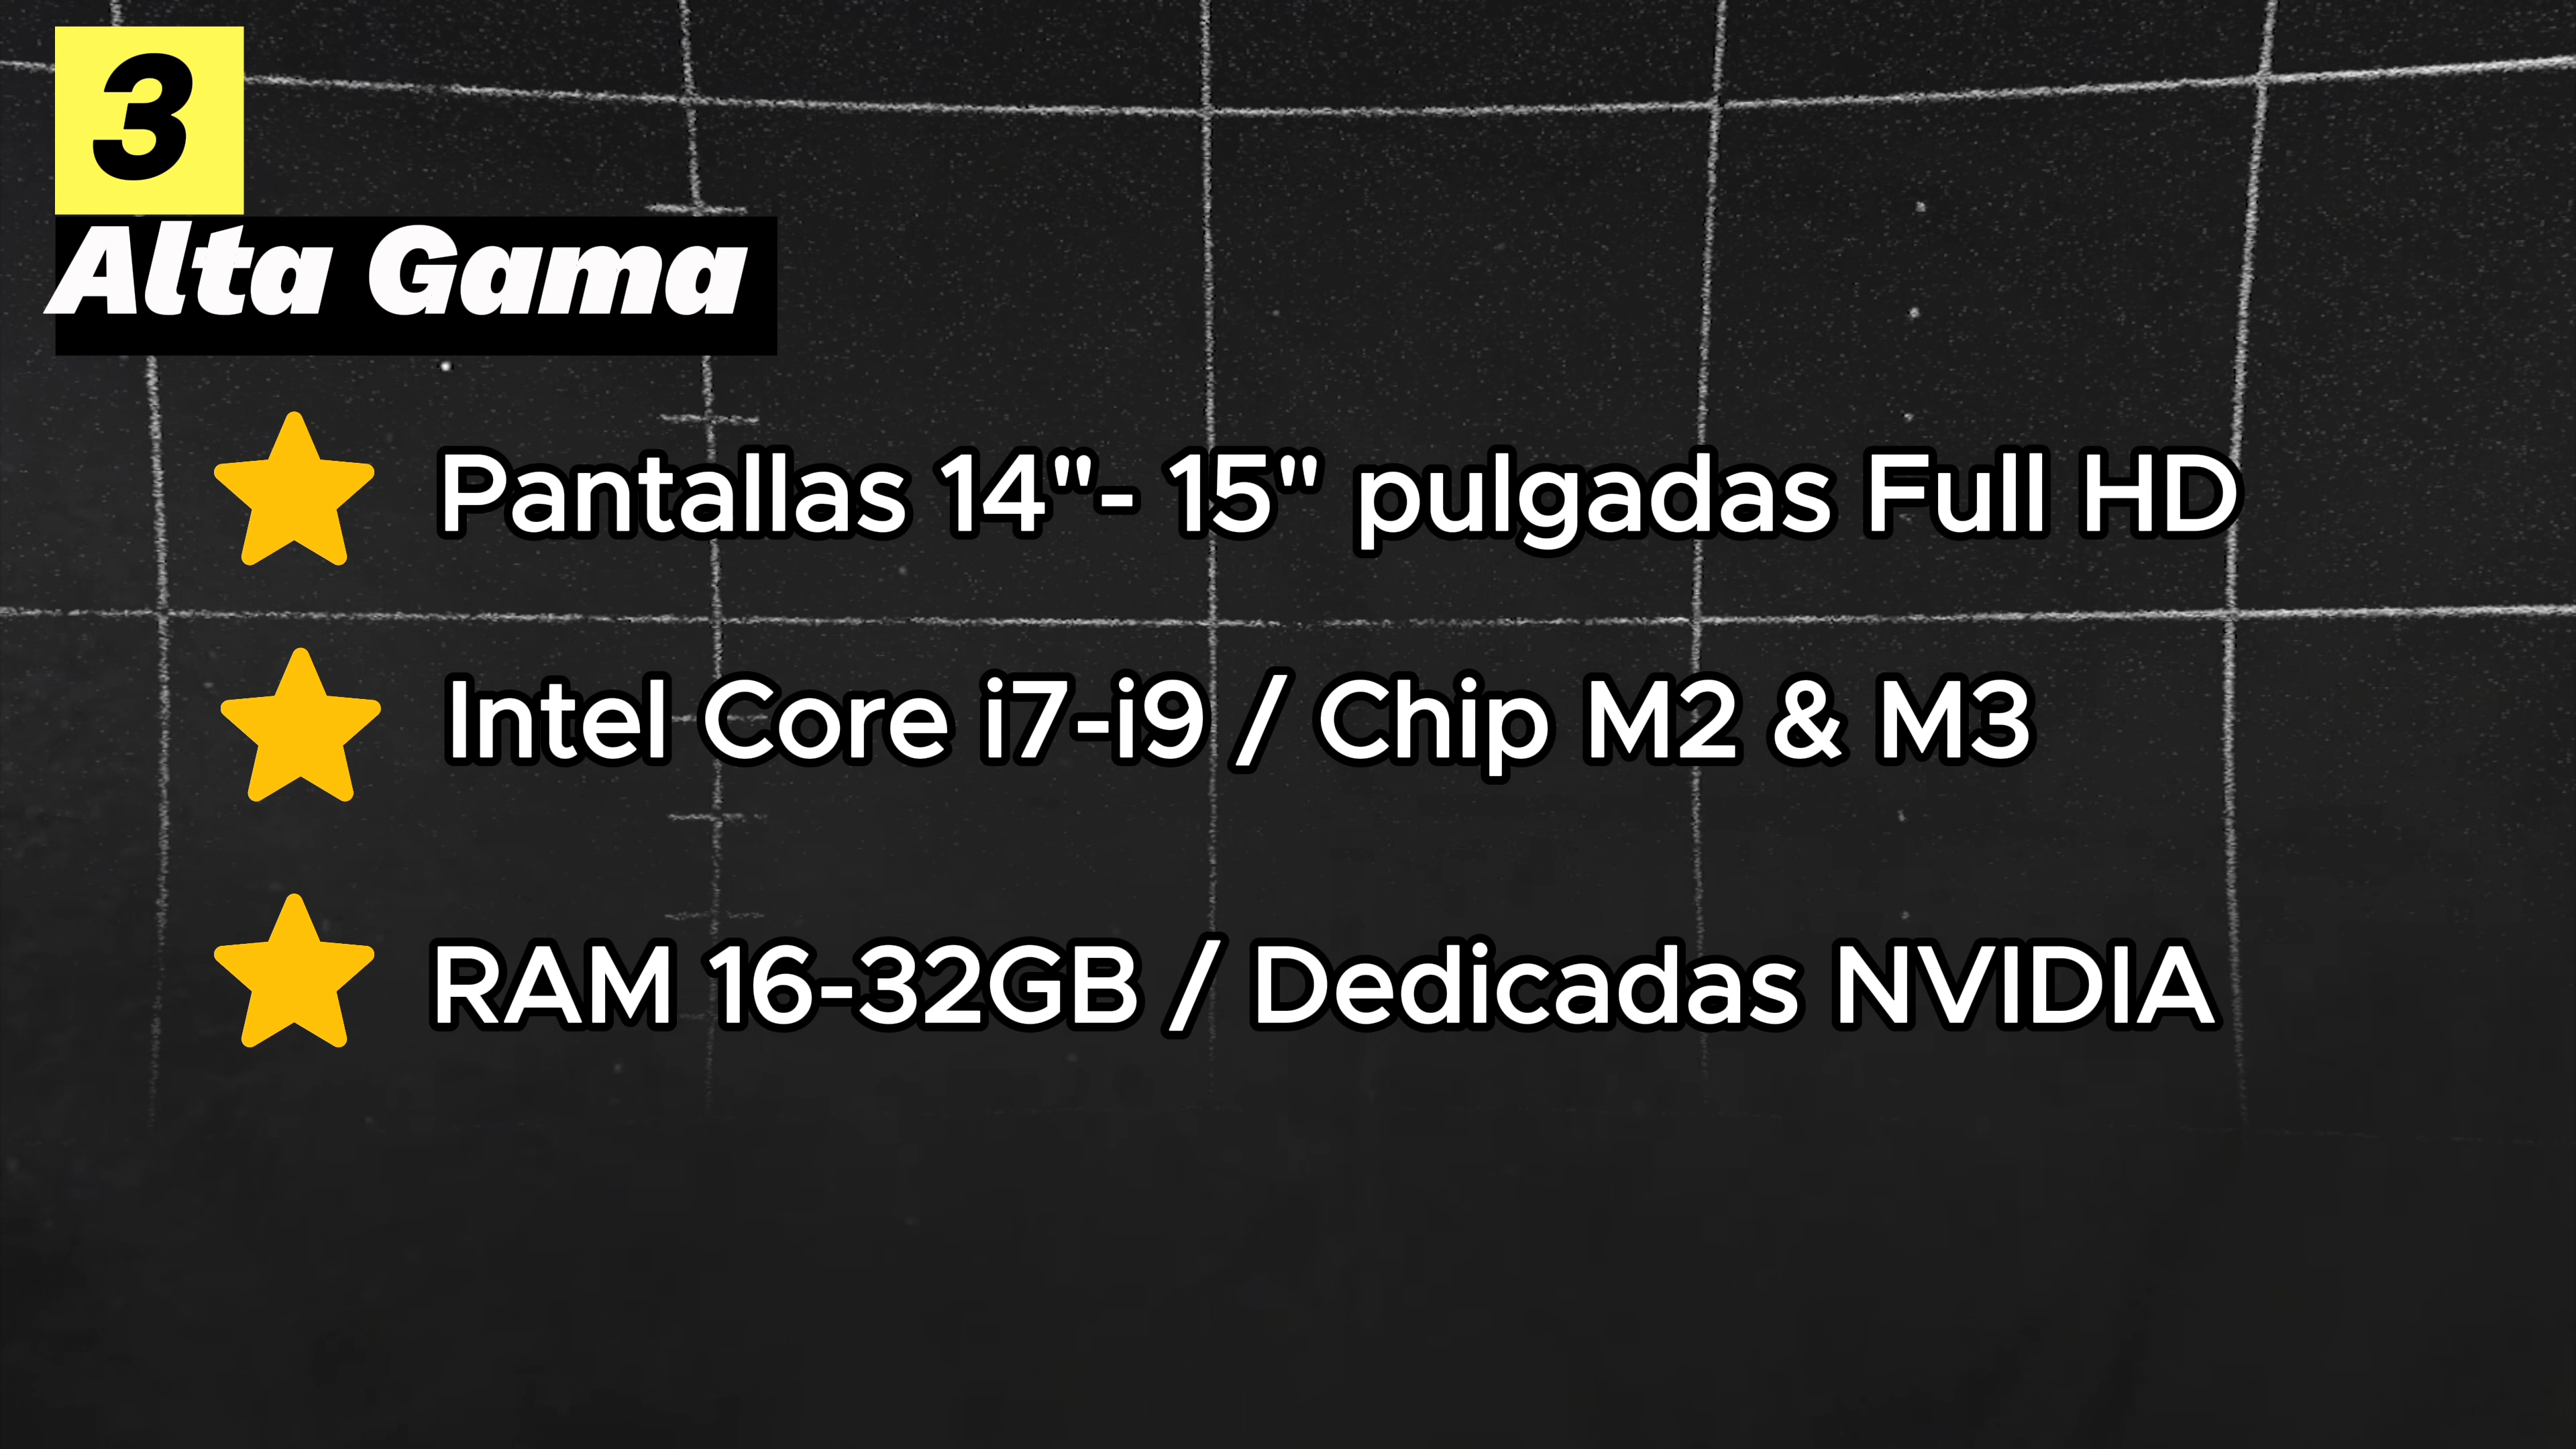 3
Alta Gama
Pantallas 14"- 15" pulgadas Full HD
Intel Core i7-i9 / Chip M2 & M3
RAM 16-32GB / Dedicadas NVIDIA